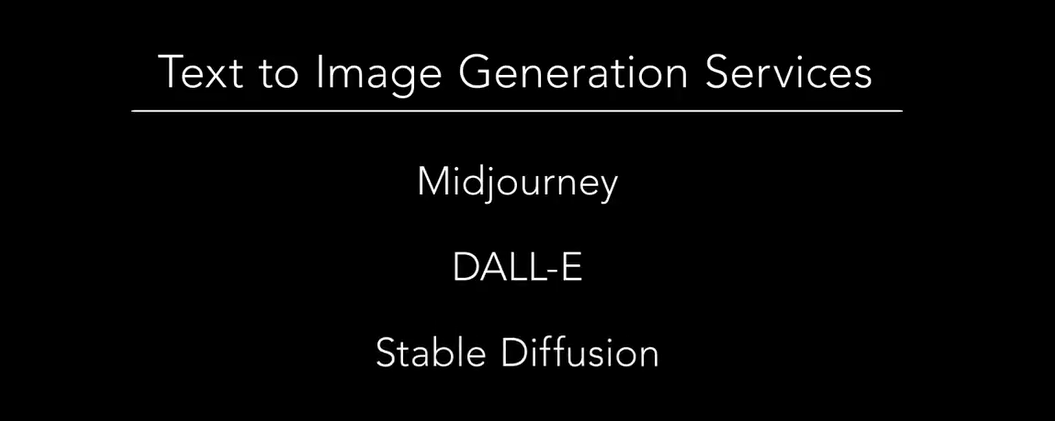 Text to Image Generation Services
Midjourney
DALL-E
Stable Diffusion